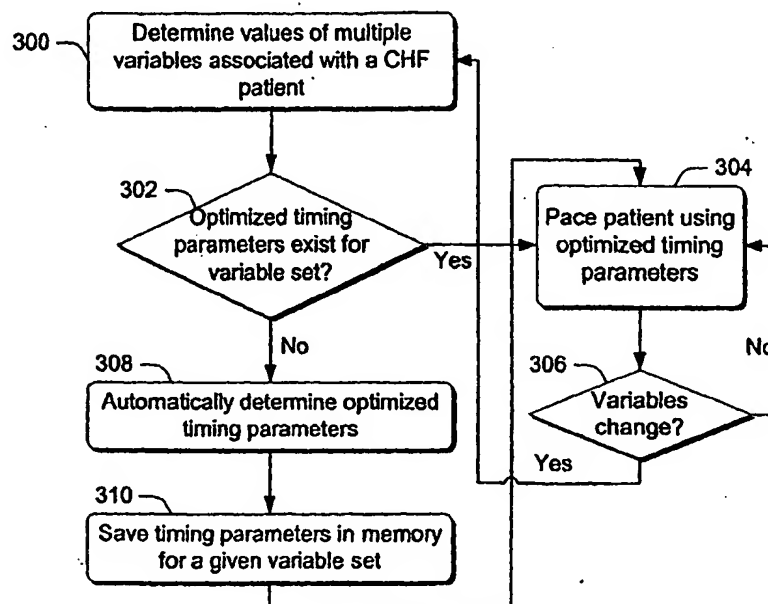 300
Determine values of multiple
variables associated with a CHF
patient
302
Optimized timing
parameters exist for
variable set?
Yes
No
304
Pace patient using
optimized timing
parameters
306
Variables
change?
No
Yes
308
Automatically determine optimized
timing parameters
310
Save timing parameters in memory
for a given variable set